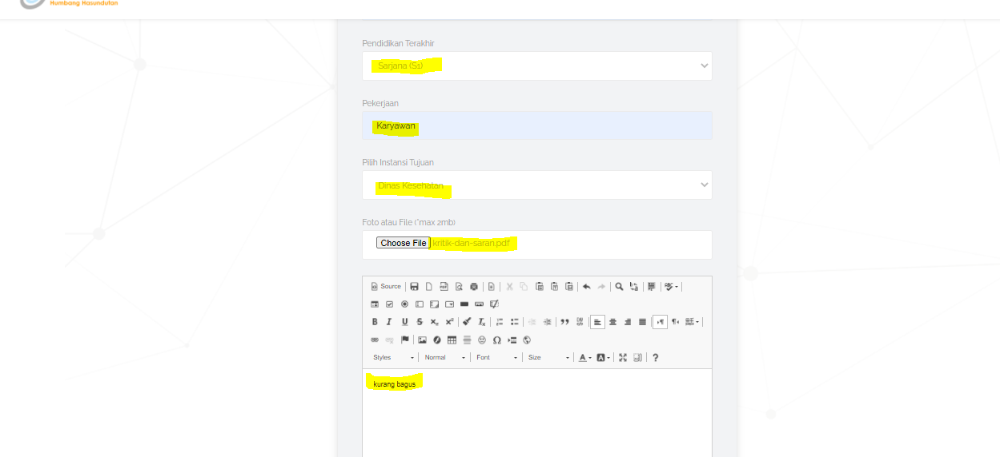 Humbang Hasundutan
Pendidikan Terakhir
Sarjana (S1)
Pekerjaan
Karyawan
Pilih Instansi Tujuan
Dinas Kesehatan
Foto atau File (*max 2mb)
Choose File kritik-dan-saran.pdf
Source
Styles Normal Font Size
kurang bagus